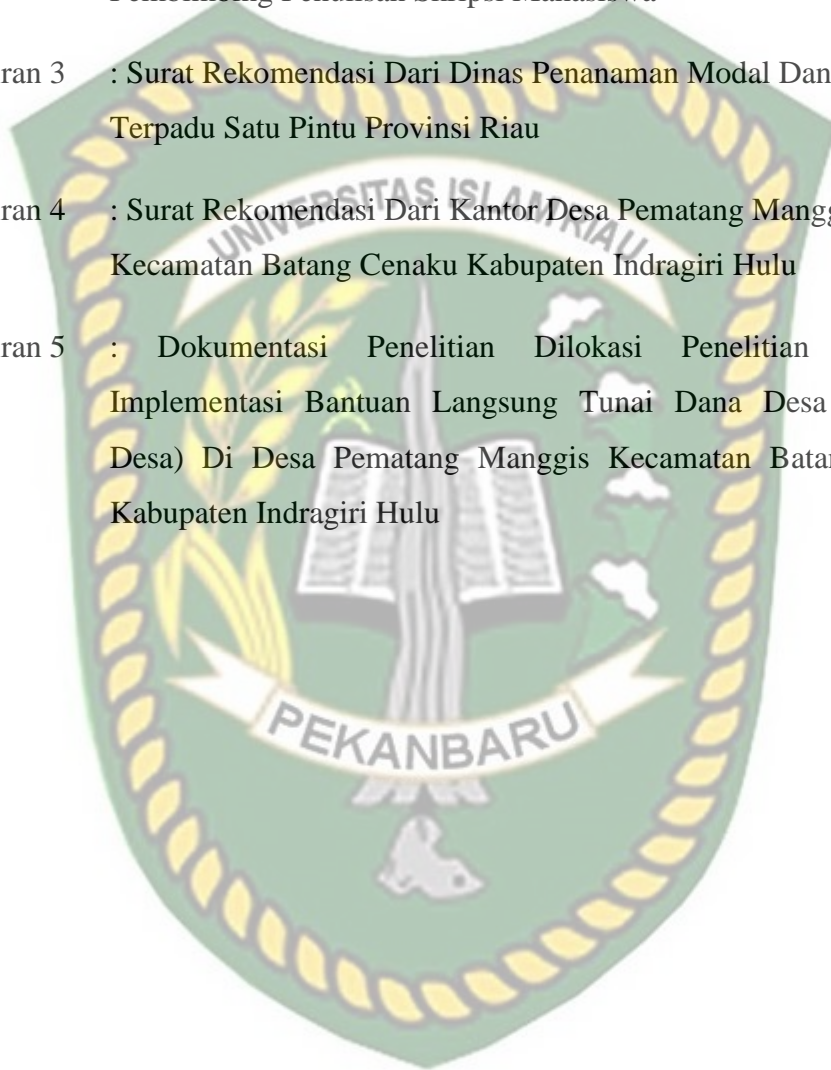 Penulisan Skripsi Mahasiswa
ran 3 : Surat Rekomendasi Dari Dinas Penanaman Modal Dan
Terpadu Satu Pintu Provinsi Riau
ran 4 : Surat Rekomendasi Dari Kantor Desa Pematang Mangg
Kecamatan Batang Cenaku Kabupaten Indragiri Hulu
ran 5 : Dokumentasi Penelitian Dilokasi Penelitian
Implementasi Bantuan Langsung Tunai Dana Desa
Desa) Di Desa Pematang Manggis Kecamatan Batan
Kabupaten Indragiri Hulu
UNIVERSITAS ISLAM RIAU
PEKANBARU